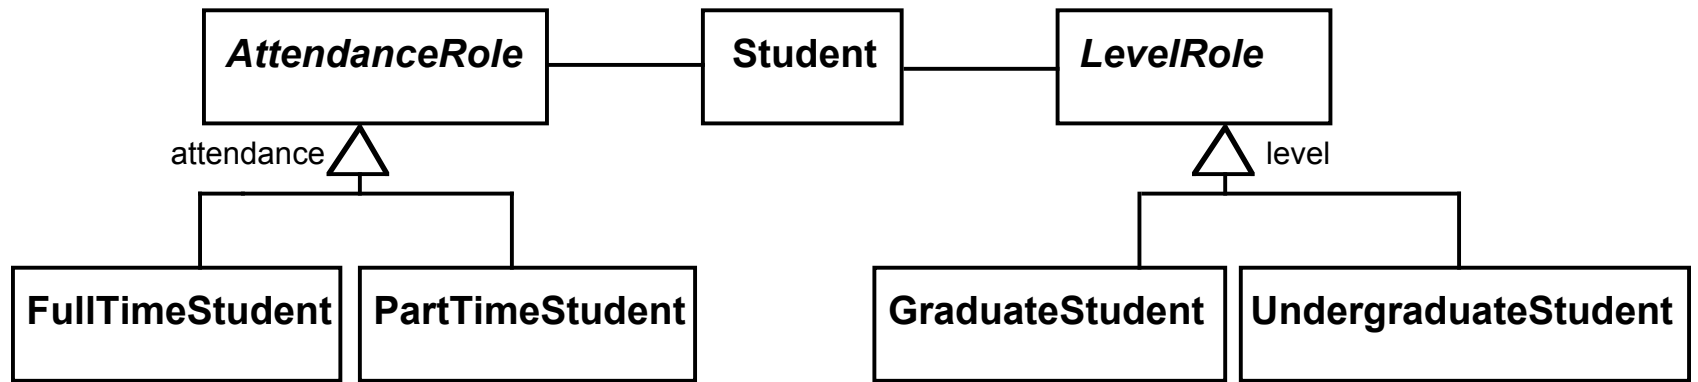 AttendanceRole
Student
LevelRole
attendance
level
FullTimeStudent
PartTimeStudent
GraduateStudent
UndergraduateStudent